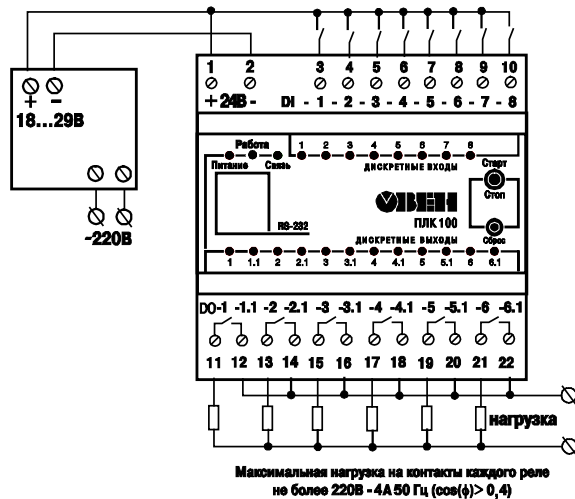 1 2 3 4 5 6 7 8 9 10
+ 24В - DI - 1 - 2 - 3 - 4 - 5 - 6 - 7 - 8
+ -
18...29В
~220В
Работа
Питание Связь
1 2 3 4 5 6 7 8
ДИСКРЕТНЫЕ ВХОДЫ
Старт
Стоп
ОВЕН
ПЛК 100
RS-232
ДИСКРЕТНЫЕ ВЫХОДЫ
Сброс
1 1.1 2 2.1 3 3.1 4 4.1 5 5.1 6 6.1
DO-1 -1.1 -2 -2.1 -3 -3.1 -4 -4.1 -5 -5.1 -6 -6.1
11 12 13 14 15 16 17 18 19 20 21 22
нагрузка
Максимальная нагрузка на контакты каждого реле
не более 220В - 4А 50 Гц (cos(ϕ)> 0,4)